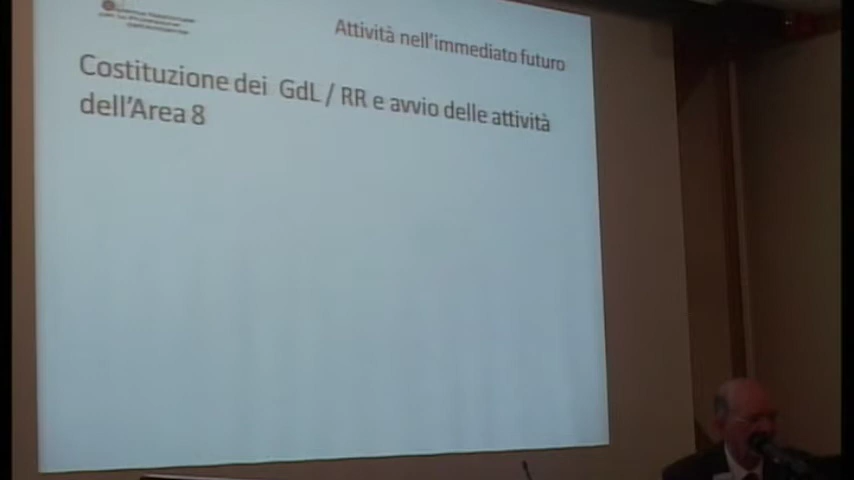 Attività nell'immediato futuro
Costituzione dei GdL / RR e avvio delle attività
dell'Area 8